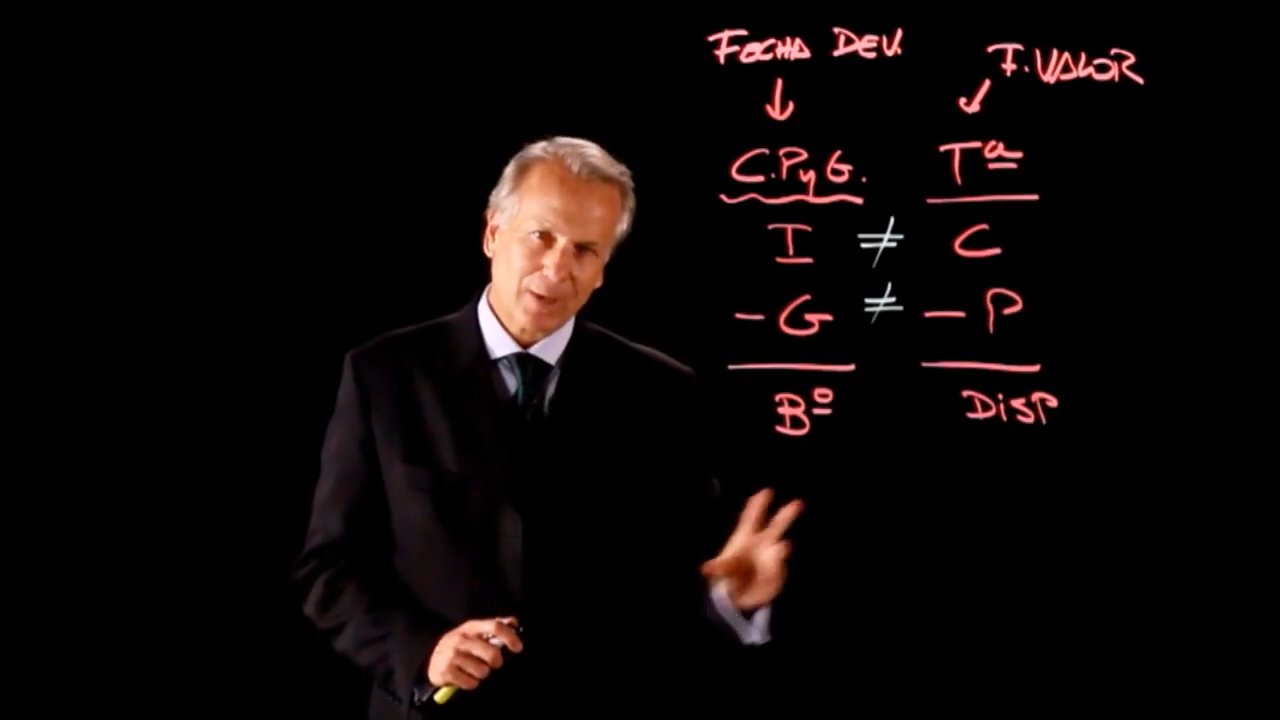 FECHA DEV.
F. VALOR
↓ ↙
C.PyG. Tª
I ≠ C
- G ≠ - P
Bº DISP